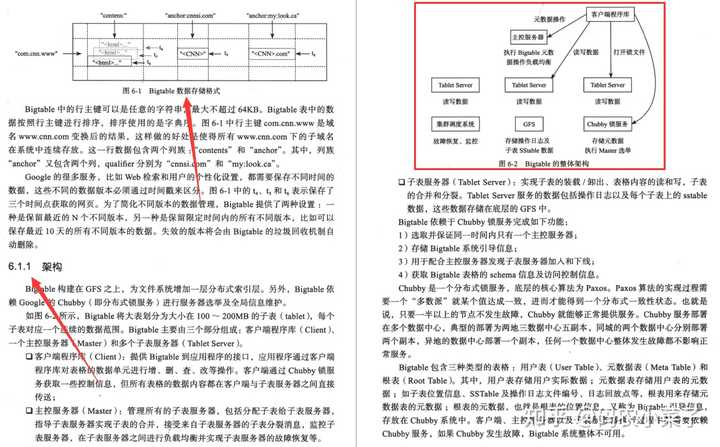 "contents:"
"anchor:cnnsi.com"
"anchor:my.look.ca"
"com.cnn.www"
"<html>..."
"<html>..."
"<html>..."
"<CNN>"
"<CNN>.com"
图 6-1 Bigtable 数据存储格式
Bigtable 中的行主键可以是任意的字符串，最大不超过 64KB。Bigtable 表中的数
据按照行主键进行排序，排序使用的是字典序。图 6-1 中行主键 com.cnn.www 是域
名 www.cnn.com 变换后的结果，这样做的好处是使得所有 www.cnn.com 下的子域名
在系统中连续存放。这一行数据包含两个列族："contents" 和 "anchor"。其中，列族
"anchor" 又包含两个列，qualifier 分别为 "cnnsi.com" 和 "my:look.ca"。
Google 的很多服务，比如 Web 检索和用户的个性化设置，都需要保存不同时间的
数据，这些不同的数据版本必须通过时间戳来区分。图 6-1 中的 t₄、t₅ 和 t₆ 表示保存了
三个时间点获取的网页。为了简化不同版本的数据管理，Bigtable 提供了两种设置：一
种是保留最近的 N 个不同版本，另一种是保留限定时间内的所有不同版本，比如可以
保存最近 10 天的所有不同版本的数据。失效的版本将会由 Bigtable 的垃圾回收机制自
动删除。
6.1.1 架构
Bigtable 构建在 GFS 之上，为文件系统增加一层分布式索引层。另外，Bigtable 依
赖 Google 的 Chubby（即分布式锁服务）进行服务器选举及全局信息维护。
如图 6-2 所示，Bigtable 将大表划分为大小在 100 ~ 200MB 的子表（tablet），每个
子表对应一个连续的数据范围。Bigtable 主要由三个部分组成：客户端程序库（Client）、
一个主控服务器（Master）和多个子表服务器（Tablet Server）。
客户端程序库（Client）：提供 Bigtable 到应用程序的接口，应用程序通过客户端
程序库对表格的数据单元进行增、删、查、改等操作。客户端通过 Chubby 锁服
务获取一些控制信息，但所有表格的数据内容都在客户端与子表服务器之间直接
传送；
主控服务器（Master）：管理所有的子表服务器，包括分配子表给子表服务器，
指导子表服务器实现子表的合并，接受来自子表服务器的子表分裂消息，监控子
表服务器，在子表服务器之间进行负载均衡并实现子表服务器的故障恢复等。
客户端程序库
元数据操作
主控服务器
执行 Bigtable 元数
据操作负载均衡
读写数据
打开锁文件
Tablet Server
Tablet Server
Tablet Server
读写数据
读写数据
读写数据
集群调度系统
GFS
Chubby 锁服务
故障恢复、监控
存储操作日志及
子表 SStable 数据
存储元数据
执行 Master 选举
图 6-2 Bigtable 的整体架构
子表服务器（Tablet Server）：实现子表的装载 / 卸出、表格内容的读和写，子表
的合并和分裂。Tablet Server 服务的数据包括操作日志以及每个子表上的 sstable
数据，这些数据存储在底层的 GFS 中。
Bigtable 依赖于 Chubby 锁服务完成如下功能：
1）选取并保证同一时间内只有一个主控服务器；
2）存储 Bigtable 系统引导信息；
3）用于配合主控服务器发现子表服务器加入和下线；
4）获取 Bigtable 表格的 schema 信息及访问控制信息。
Chubby 是一个分布式锁服务，底层的核心算法为 Paxos。Paxos 算法的实现过程需
要一个 "多数派" 就某个值达成一致，进而才能得到一个分布式一致性状态。也就是
说，只要一半以上的节点不发生故障，Chubby 就能够正常提供服务。Chubby 服务部署
在多个数据中心，典型的部署为两地三数据中心五副本，同城的两个数据中心分别部署
两个副本，异地的数据中心部署一个副本，任何一个数据中心整体发生故障都不影响正
常服务。
Bigtable 包含三种类型的表格：用户表（User Table）、元数据表（Meta Table）和
根表（Root Table）。其中，用户表存储用户实际数据；元数据表存储用户表的元数
据；如子表位置信息、SSTable 及操作日志文件编号、日志回放点等，根表用来存储元
数据表的元数据；根表的元数据，也就是根表的位置信息，又称为 Bigtable 引导信息，
存放在 Chubby 系统中。客户端、主控
Chubby 服务，如果 Chubby 发生故障，Bigtable 系统整体不可用。